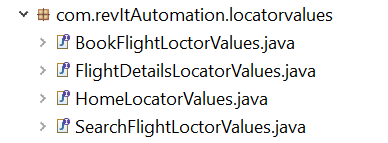 com.revItAutomation.locatorvalues
BookFlightLoctorValues.java
FlightDetailsLocatorValues.java
HomeLocatorValues.java
SearchFlightLoctorValues.java